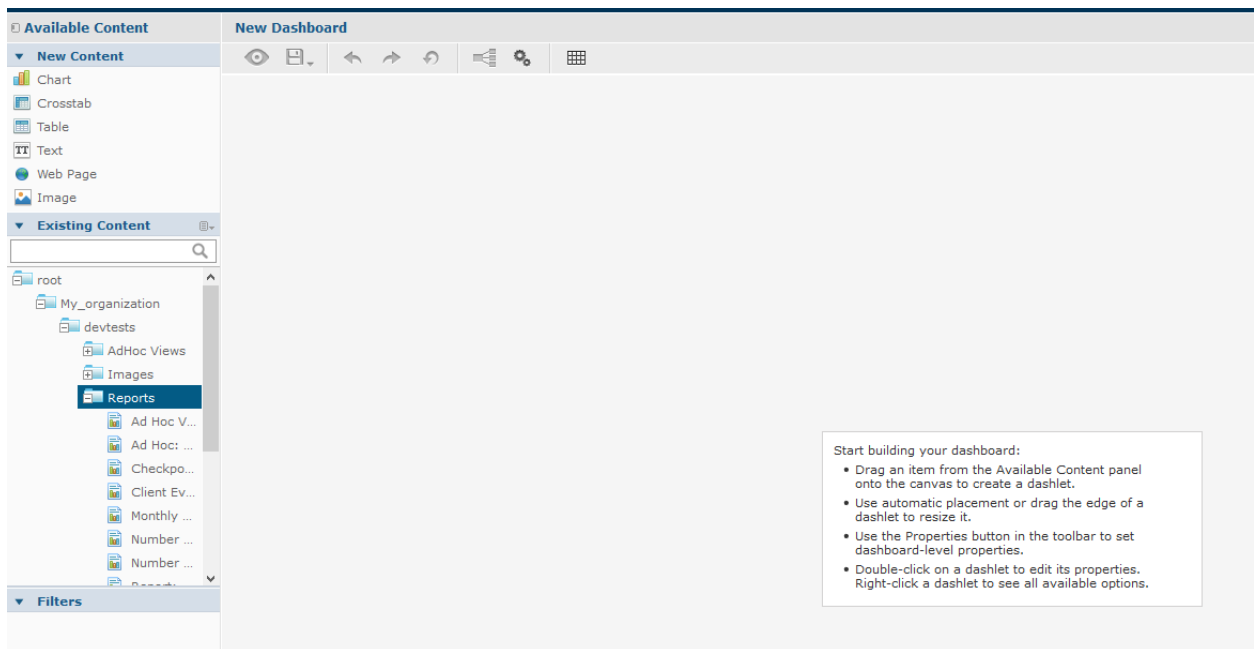 Available Content
New Dashboard
New Content
Chart
Crosstab
Table
TT Text
Web Page
Image
Existing Content
root
My_organization
devtests
AdHoc Views
Images
Reports
Ad Hoc V...
Ad Hoc: ...
Checkpo...
Client Ev...
Monthly ...
Number ...
Number ...
Filters
Start building your dashboard:
• Drag an item from the Available Content panel
onto the canvas to create a dashlet.
• Use automatic placement or drag the edge of a
dashlet to resize it.
• Use the Properties button in the toolbar to set
dashboard-level properties.
• Double-click on a dashlet to edit its properties.
Right-click a dashlet to see all available options.